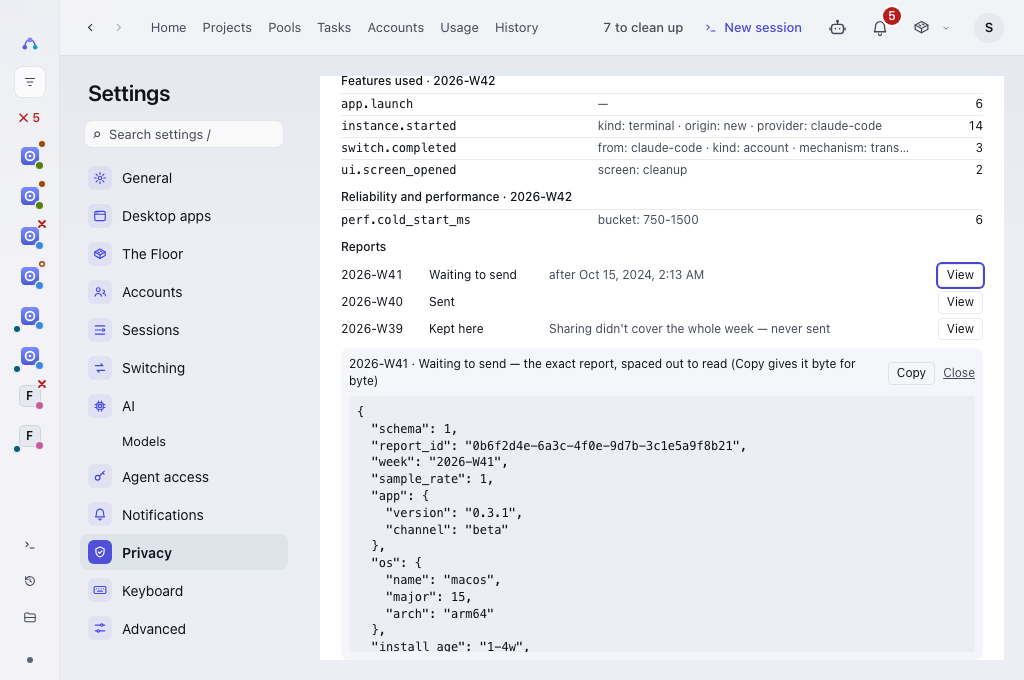 Home Projects Pools Tasks Accounts Usage History 7 to clean up New session 5 S
5
F
F
Settings
Search settings /
General
Desktop apps
The Floor
Accounts
Sessions
Switching
AI
Models
Agent access
Notifications
Privacy
Keyboard
Advanced
Features used · 2026-W42
app.launch — 6
instance.started kind: terminal · origin: new · provider: claude-code 14
switch.completed from: claude-code · kind: account · mechanism: trans... 3
ui.screen_opened screen: cleanup 2
Reliability and performance · 2026-W42
perf.cold_start_ms bucket: 750-1500 6
Reports
2026-W41 Waiting to send after Oct 15, 2024, 2:13 AM View
2026-W40 Sent View
2026-W39 Kept here Sharing didn't cover the whole week — never sent View
2026-W41 · Waiting to send — the exact report, spaced out to read (Copy gives it byte for
byte)
Copy Close
{
"schema": 1,
"report_id": "0b6f2d4e-6a3c-4f0e-9d7b-3c1e5a9f8b21",
"week": "2026-W41",
"sample_rate": 1,
"app": {
"version": "0.3.1",
"channel": "beta"
},
"os": {
"name": "macos",
"major": 15,
"arch": "arm64"
},
"install_age": "1-4w",